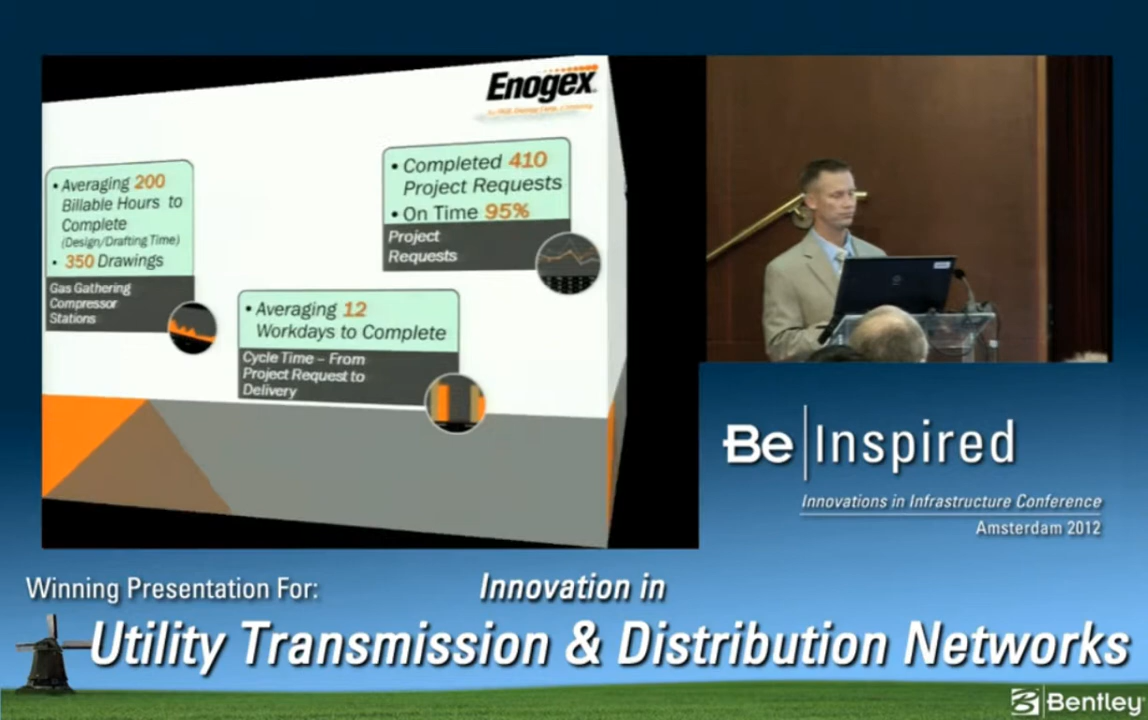 Enogex
• Averaging 200
Billable Hours to
Complete
(Design/Drafting Time)
• 350 Drawings
Gas Gathering
Compressor
Stations
• Completed 410
Project Requests
• On Time 95%
Project
Requests
• Averaging 12
Workdays to Complete
Cycle Time – From
Project Request to
Delivery
Be Inspired
Innovations in Infrastructure Conference
Amsterdam 2012
Winning Presentation For:
Innovation in
Utility Transmission & Distribution Networks
Bentley